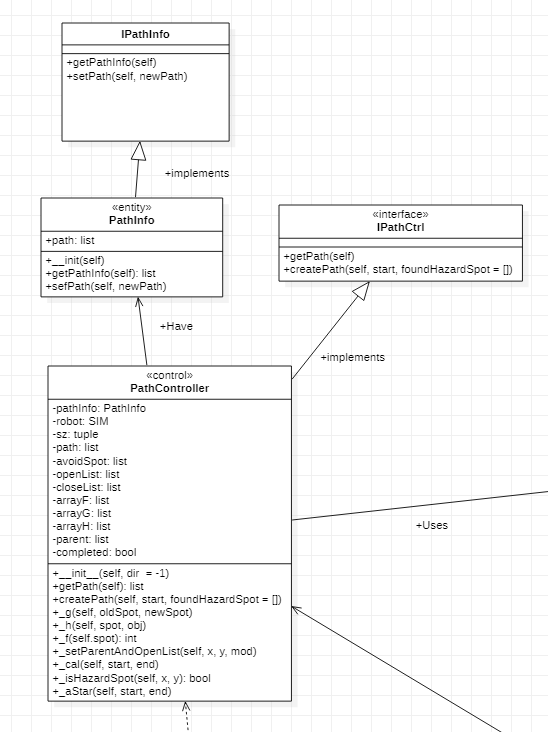 IPathInfo
+getPathInfo(self)
+setPath(self, newPath)
+implements
«entity»
PathInfo
+path: list
+__init(self)
+getPathInfo(self): list
+sefPath(self, newPath)
«interface»
IPathCtrl
+getPath(self)
+createPath(self, start, foundHazardSpot = [])
+Have
+implements
«control»
PathController
-pathInfo: PathInfo
-robot: SIM
-sz: tuple
-path: list
-avoidSpot: list
-openList: list
-closeList: list
-arrayF: list
-arrayG: list
-arrayH: list
-parent: list
-completed: bool
+__init__(self, dir = -1)
+getPath(self): list
+createPath(self, start, foundHazardSpot = [])
+_g(self, oldSpot, newSpot)
+_h(self, spot, obj)
+_f(self.spot): int
+_setParentAndOpenList(self, x, y, mod)
+_cal(self, start, end)
+_isHazardSpot(self, x, y): bool
+_aStar(self, start, end)
+Uses